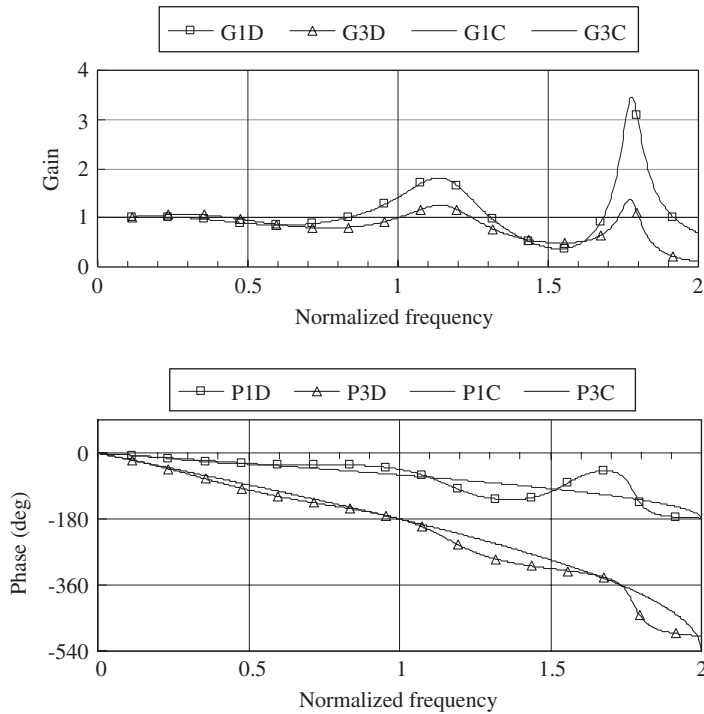 G1D G3D G1C G3C
4
3
2
1
0
Gain
0 0.5 1 1.5 2
Normalized frequency
P1D P3D P1C P3C
0
-180
-360
-540
Phase (deg)
0 0.5 1 1.5 2
Normalized frequency